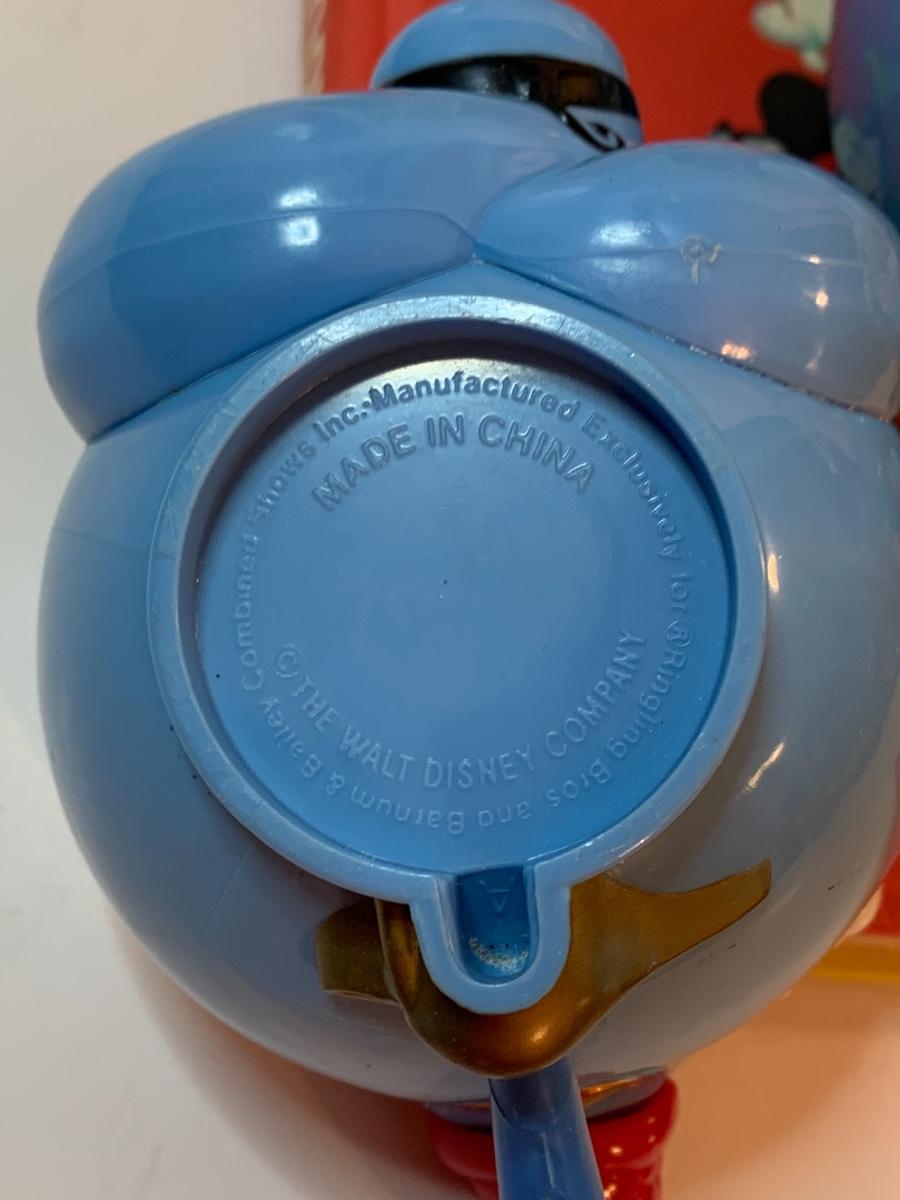 Manufactured Exclusively for ®Ringling Bros. and Barnum & Bailey Combined Shows Inc.
MADE IN CHINA
© THE WALT DISNEY COMPANY
A